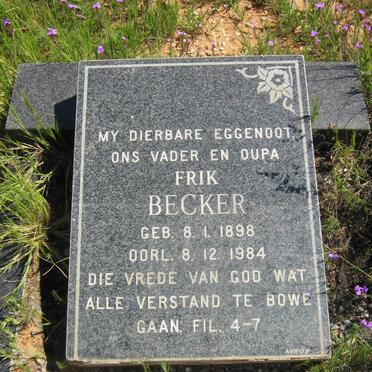 MY DIERBARE EGGENOOT,
ONS VADER EN OUPA
FRIK
BECKER
GEB. 8. 1. 1898
OORL. 8. 12. 1984
DIE VREDE VAN GOD WAT
ALLE VERSTAND TE BOWE
GAAN. FIL. 4-7